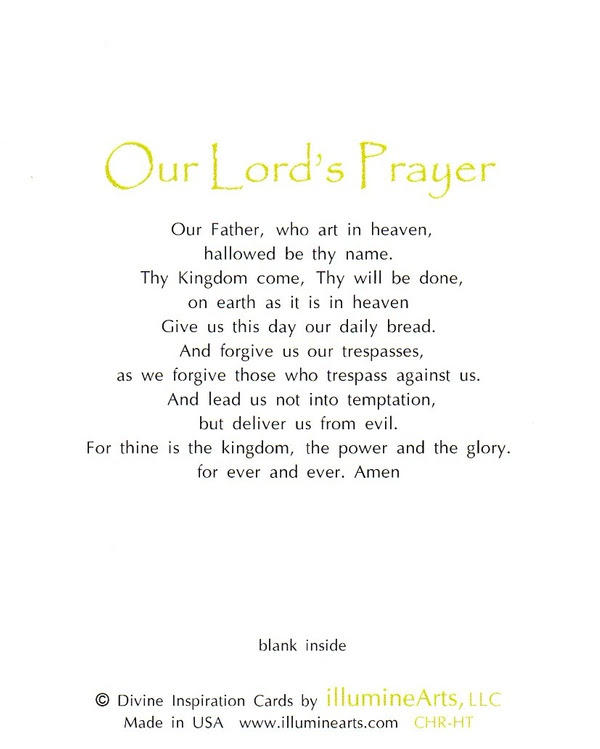 Our Lord's Prayer
Our Father, who art in heaven,
hallowed be thy name.
Thy Kingdom come, Thy will be done,
on earth as it is in heaven
Give us this day our daily bread.
And forgive us our trespasses,
as we forgive those who trespass against us.
And lead us not into temptation,
but deliver us from evil.
For thine is the kingdom, the power and the glory.
for ever and ever. Amen
blank inside
© Divine Inspiration Cards by illumineArts, LLC
Made in USA www.illuminearts.com CHR-HT